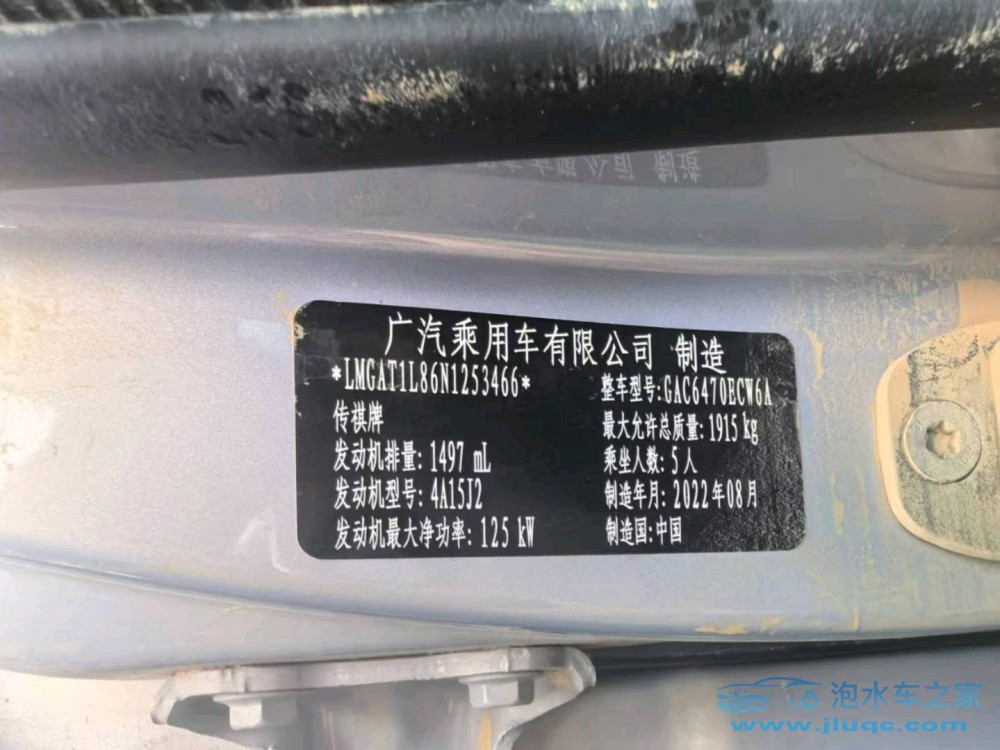 广汽乘用车有限公司 制造
*LMGAT1L86N1253466*
整车型号:GAC6470ECW6A
传祺牌
最大允许总质量:1915 kg
发动机排量:1497 mL
乘坐人数:5人
发动机型号:4A15J2
制造年月:2022年08月
发动机最大净功率:125 kW
制造国:中国
泡水车之家
www.jluqc.com